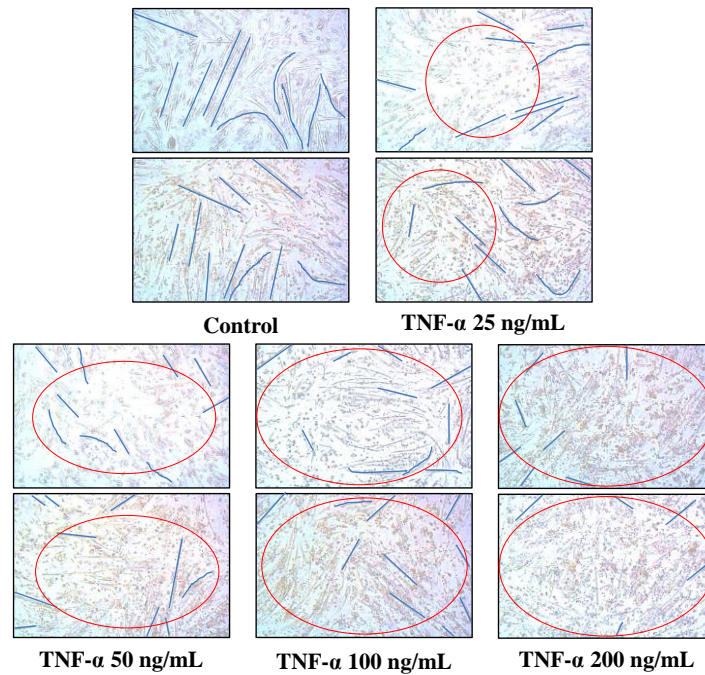 Control
TNF-α 25 ng/mL
TNF-α 50 ng/mL
TNF-α 100 ng/mL
TNF-α 200 ng/mL